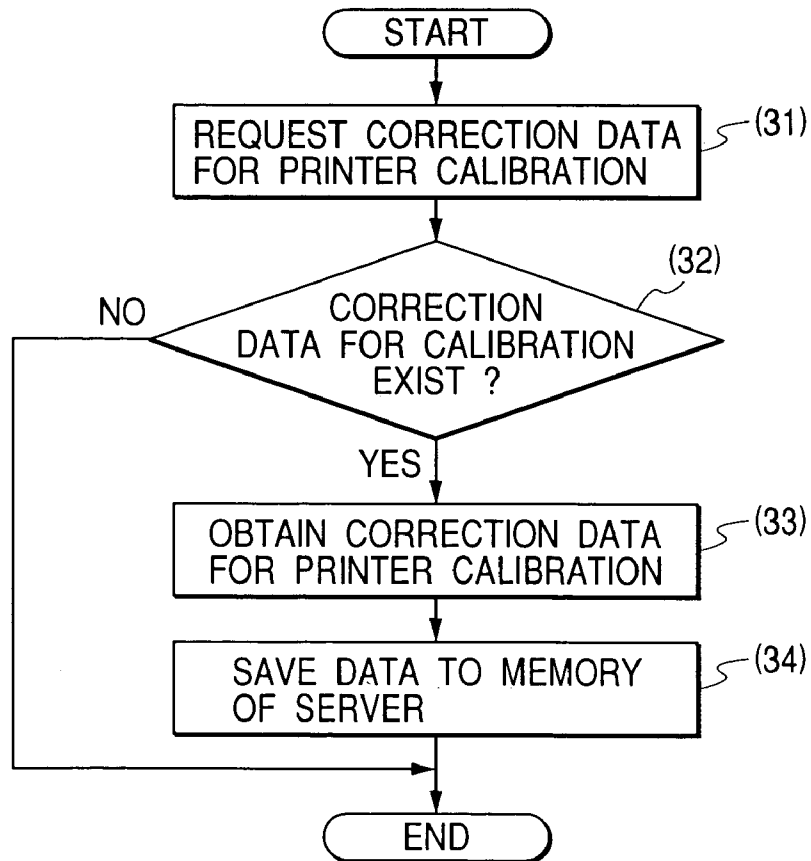 START
REQUEST CORRECTION DATA
FOR PRINTER CALIBRATION
(31)
CORRECTION
DATA FOR CALIBRATION
EXIST ?
(32)
NO
YES
OBTAIN CORRECTION DATA
FOR PRINTER CALIBRATION
(33)
SAVE DATA TO MEMORY
OF SERVER
(34)
END